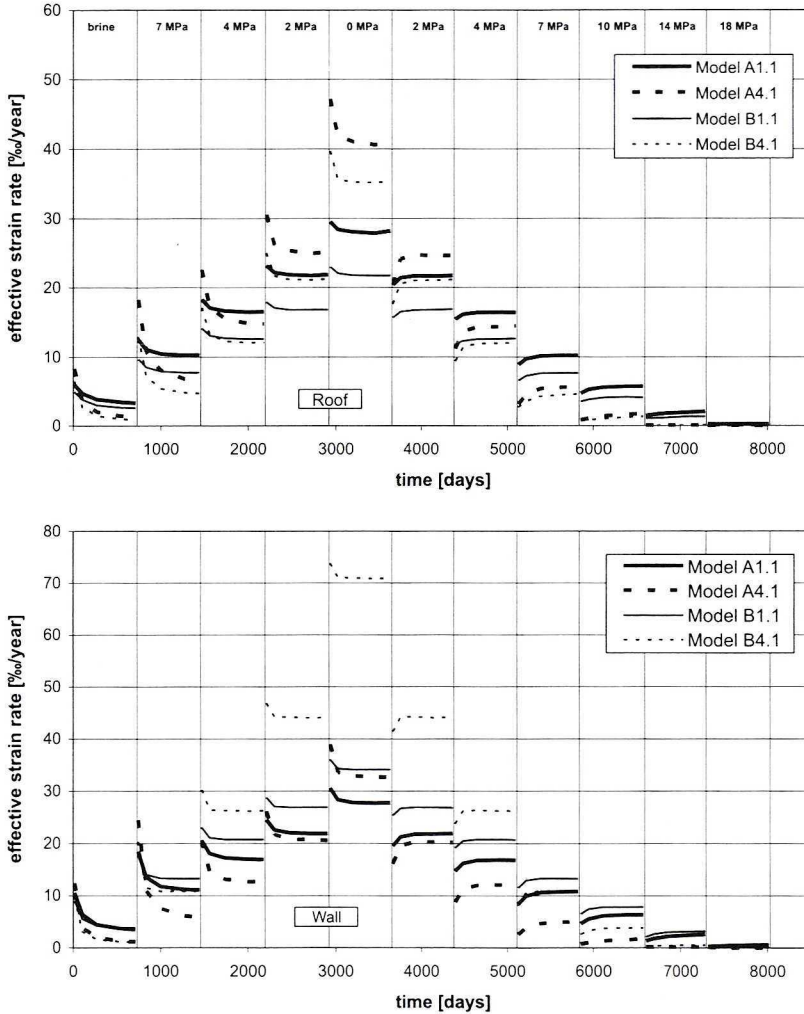 60
50
40
30
20
10
0
effective strain rate [‰/year]
brine 7 MPa 4 MPa 2 MPa 0 MPa 2 MPa 4 MPa 7 MPa 10 MPa 14 MPa 18 MPa
Model A1.1
Model A4.1
Model B1.1
Model B4.1
Roof
0 1000 2000 3000 4000 5000 6000 7000 8000
time [days]
80
70
60
50
40
30
20
10
0
effective strain rate [‰/year]
Model A1.1
Model A4.1
Model B1.1
Model B4.1
Wall
0 1000 2000 3000 4000 5000 6000 7000 8000
time [days]